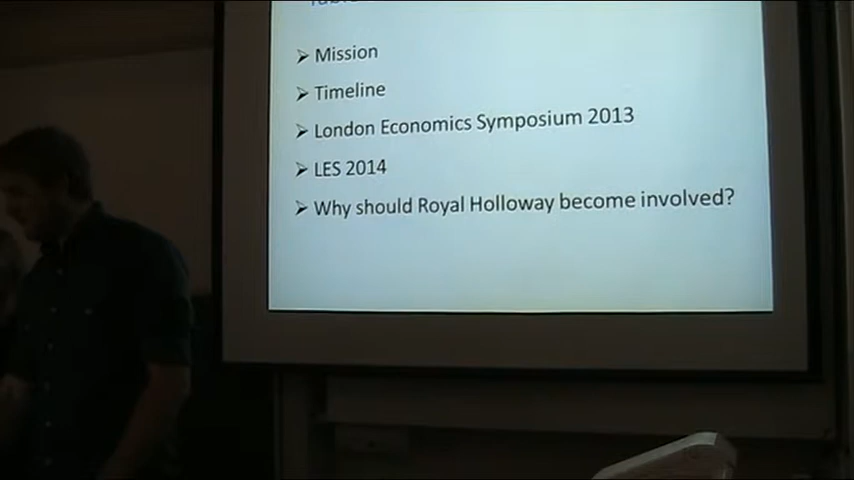 Mission
Timeline
London Economics Symposium 2013
LES 2014
Why should Royal Holloway become involved?